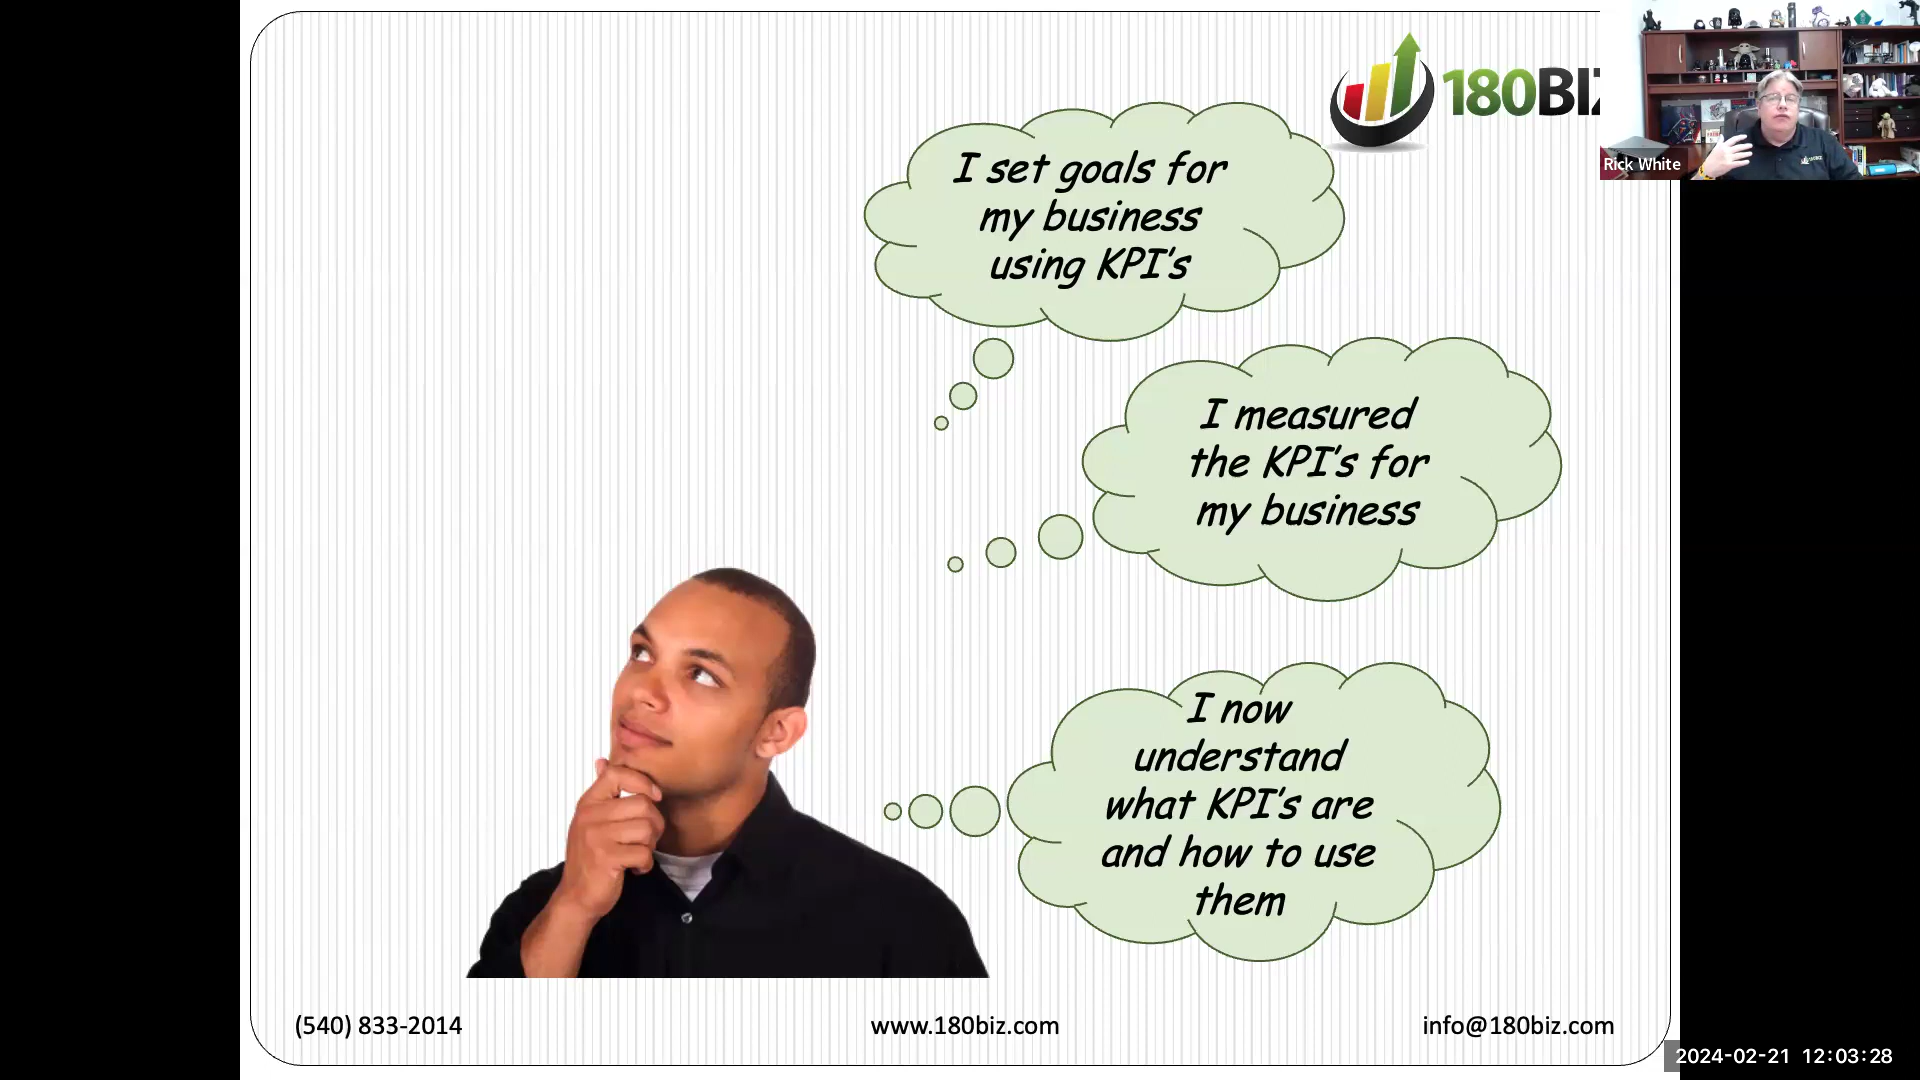 180BIZ
Rick White
I set goals for
my business
using KPI's
I measured
the KPI's for
my business
I now
understand
what KPI's are
and how to use
them
(540) 833-2014
www.180biz.com
info@180biz.com
2024-02-21 12:03:28